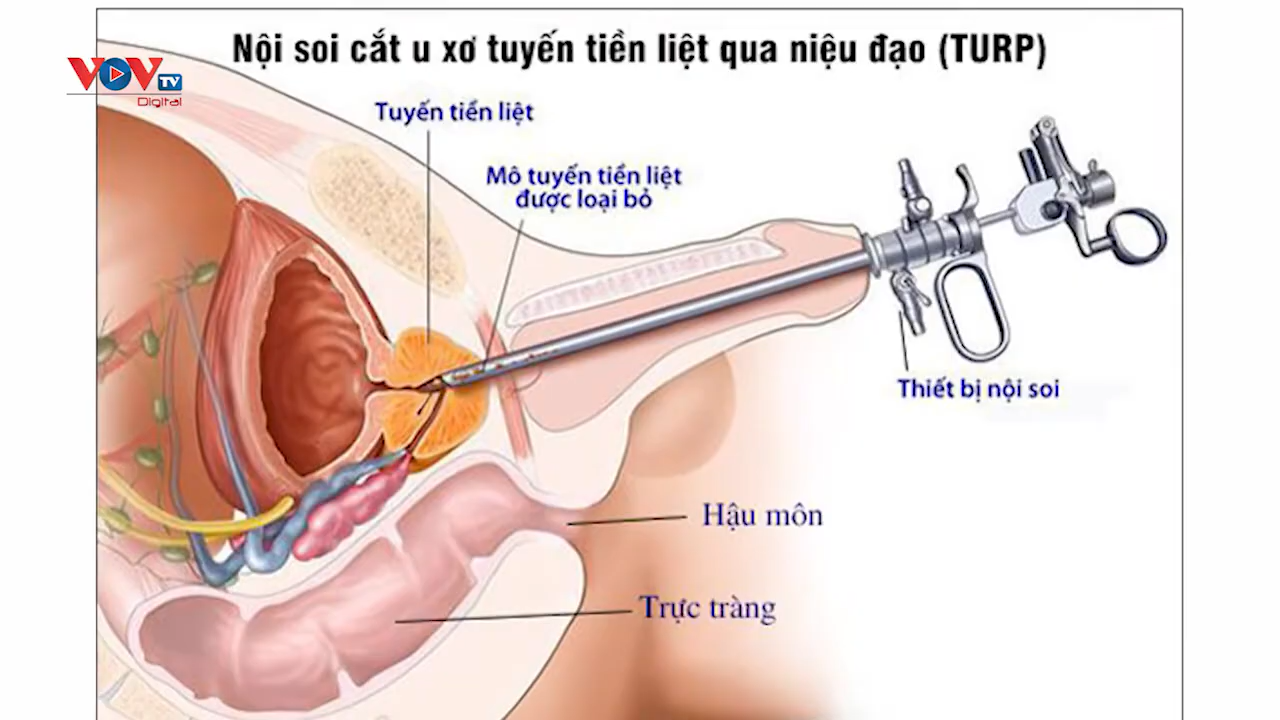 Nội soi cắt u xơ tuyến tiền liệt qua niệu đạo (TURP)
VOV TV
Digital
Tuyến tiền liệt
Mô tuyến tiền liệt
được loại bỏ
Thiết bị nội soi
Hậu môn
Trực tràng